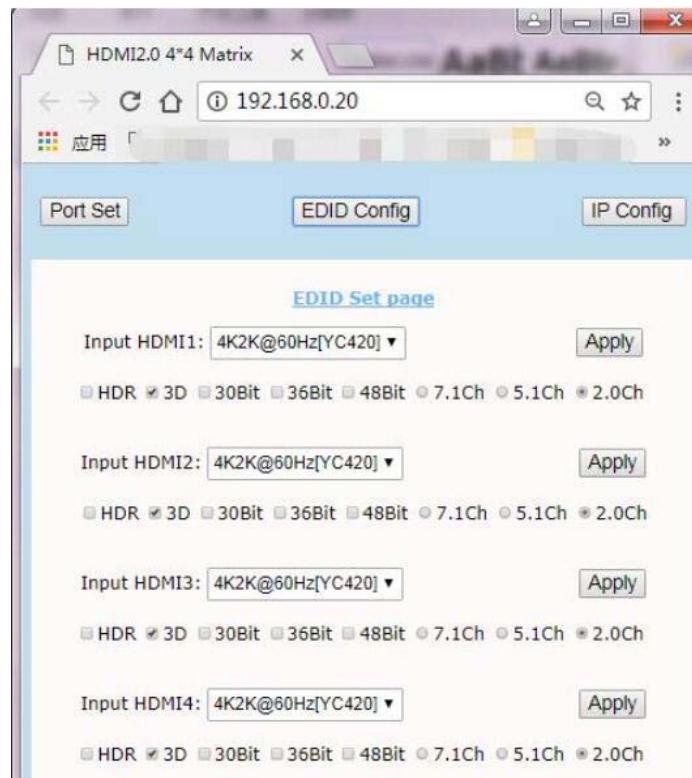 HDMI2.0 4*4 Matrix
192.168.0.20
应用
Port Set EDID Config IP Config
EDID Set page
Input HDMI1: 4K2K@60Hz[YC420] Apply
HDR 3D 30Bit 36Bit 48Bit 7.1Ch 5.1Ch 2.0Ch
Input HDMI2: 4K2K@60Hz[YC420] Apply
HDR 3D 30Bit 36Bit 48Bit 7.1Ch 5.1Ch 2.0Ch
Input HDMI3: 4K2K@60Hz[YC420] Apply
HDR 3D 30Bit 36Bit 48Bit 7.1Ch 5.1Ch 2.0Ch
Input HDMI4: 4K2K@60Hz[YC420] Apply
HDR 3D 30Bit 36Bit 48Bit 7.1Ch 5.1Ch 2.0Ch